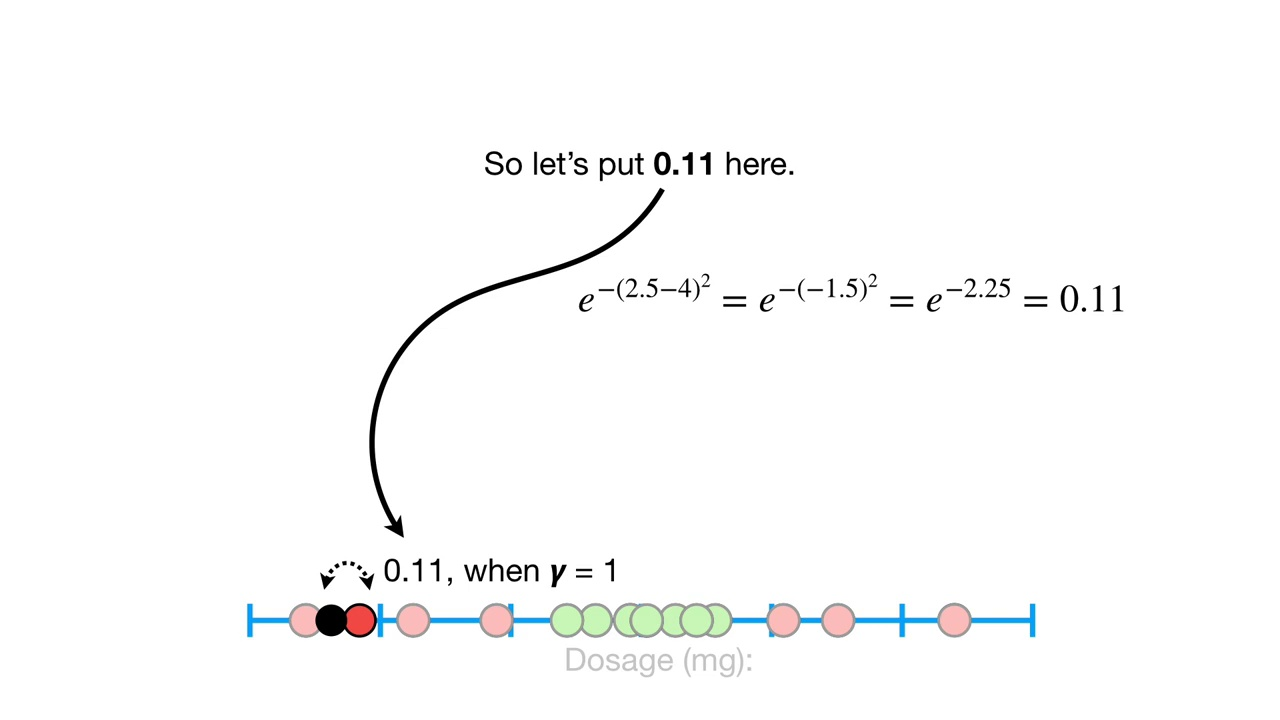 So let’s put 0.11 here.
e^{-(2.5-4)^2} = e^{-(-1.5)^2} = e^{-2.25} = 0.11
0.11, when γ = 1
Dosage (mg):